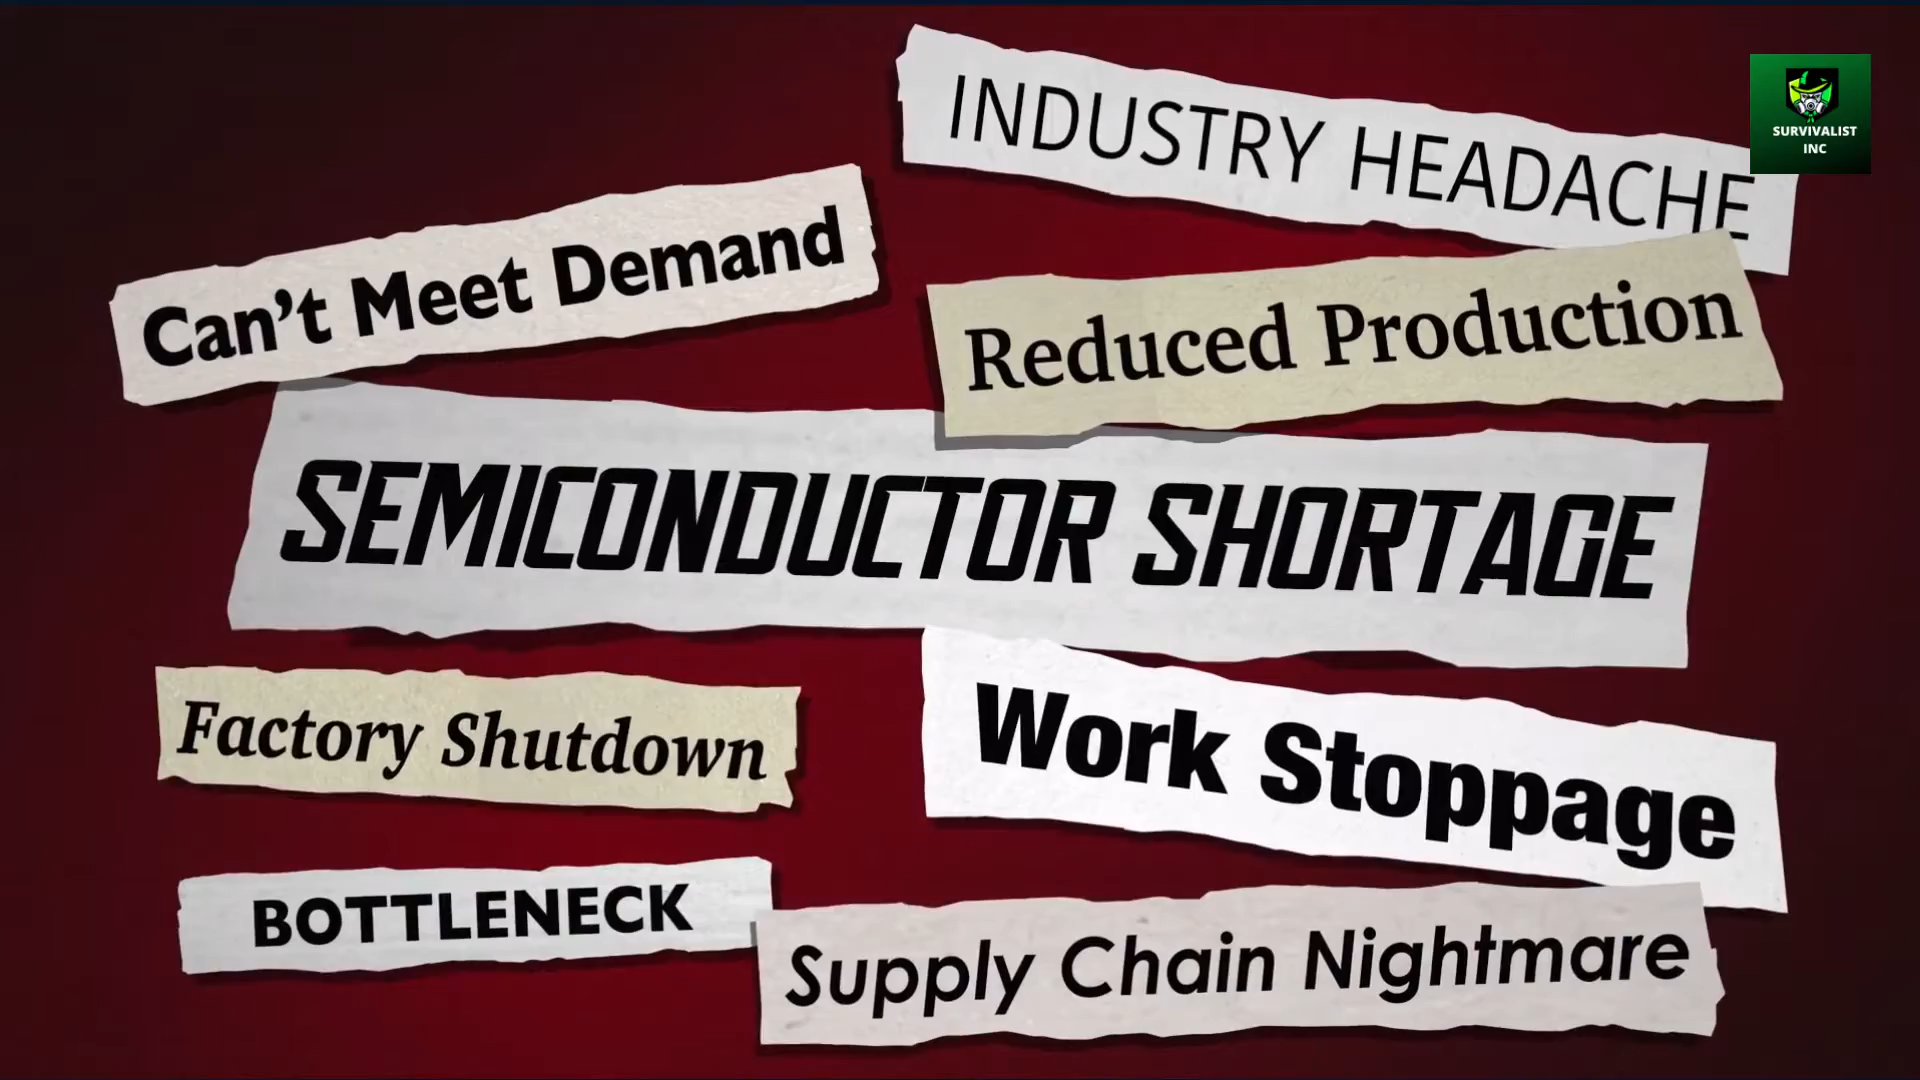 INDUSTRY HEADACHE
SURVIVALIST
INC
Can't Meet Demand
Reduced Production
SEMICONDUCTOR SHORTAGE
Factory Shutdown
Work Stoppage
BOTTLENECK
Supply Chain Nightmare